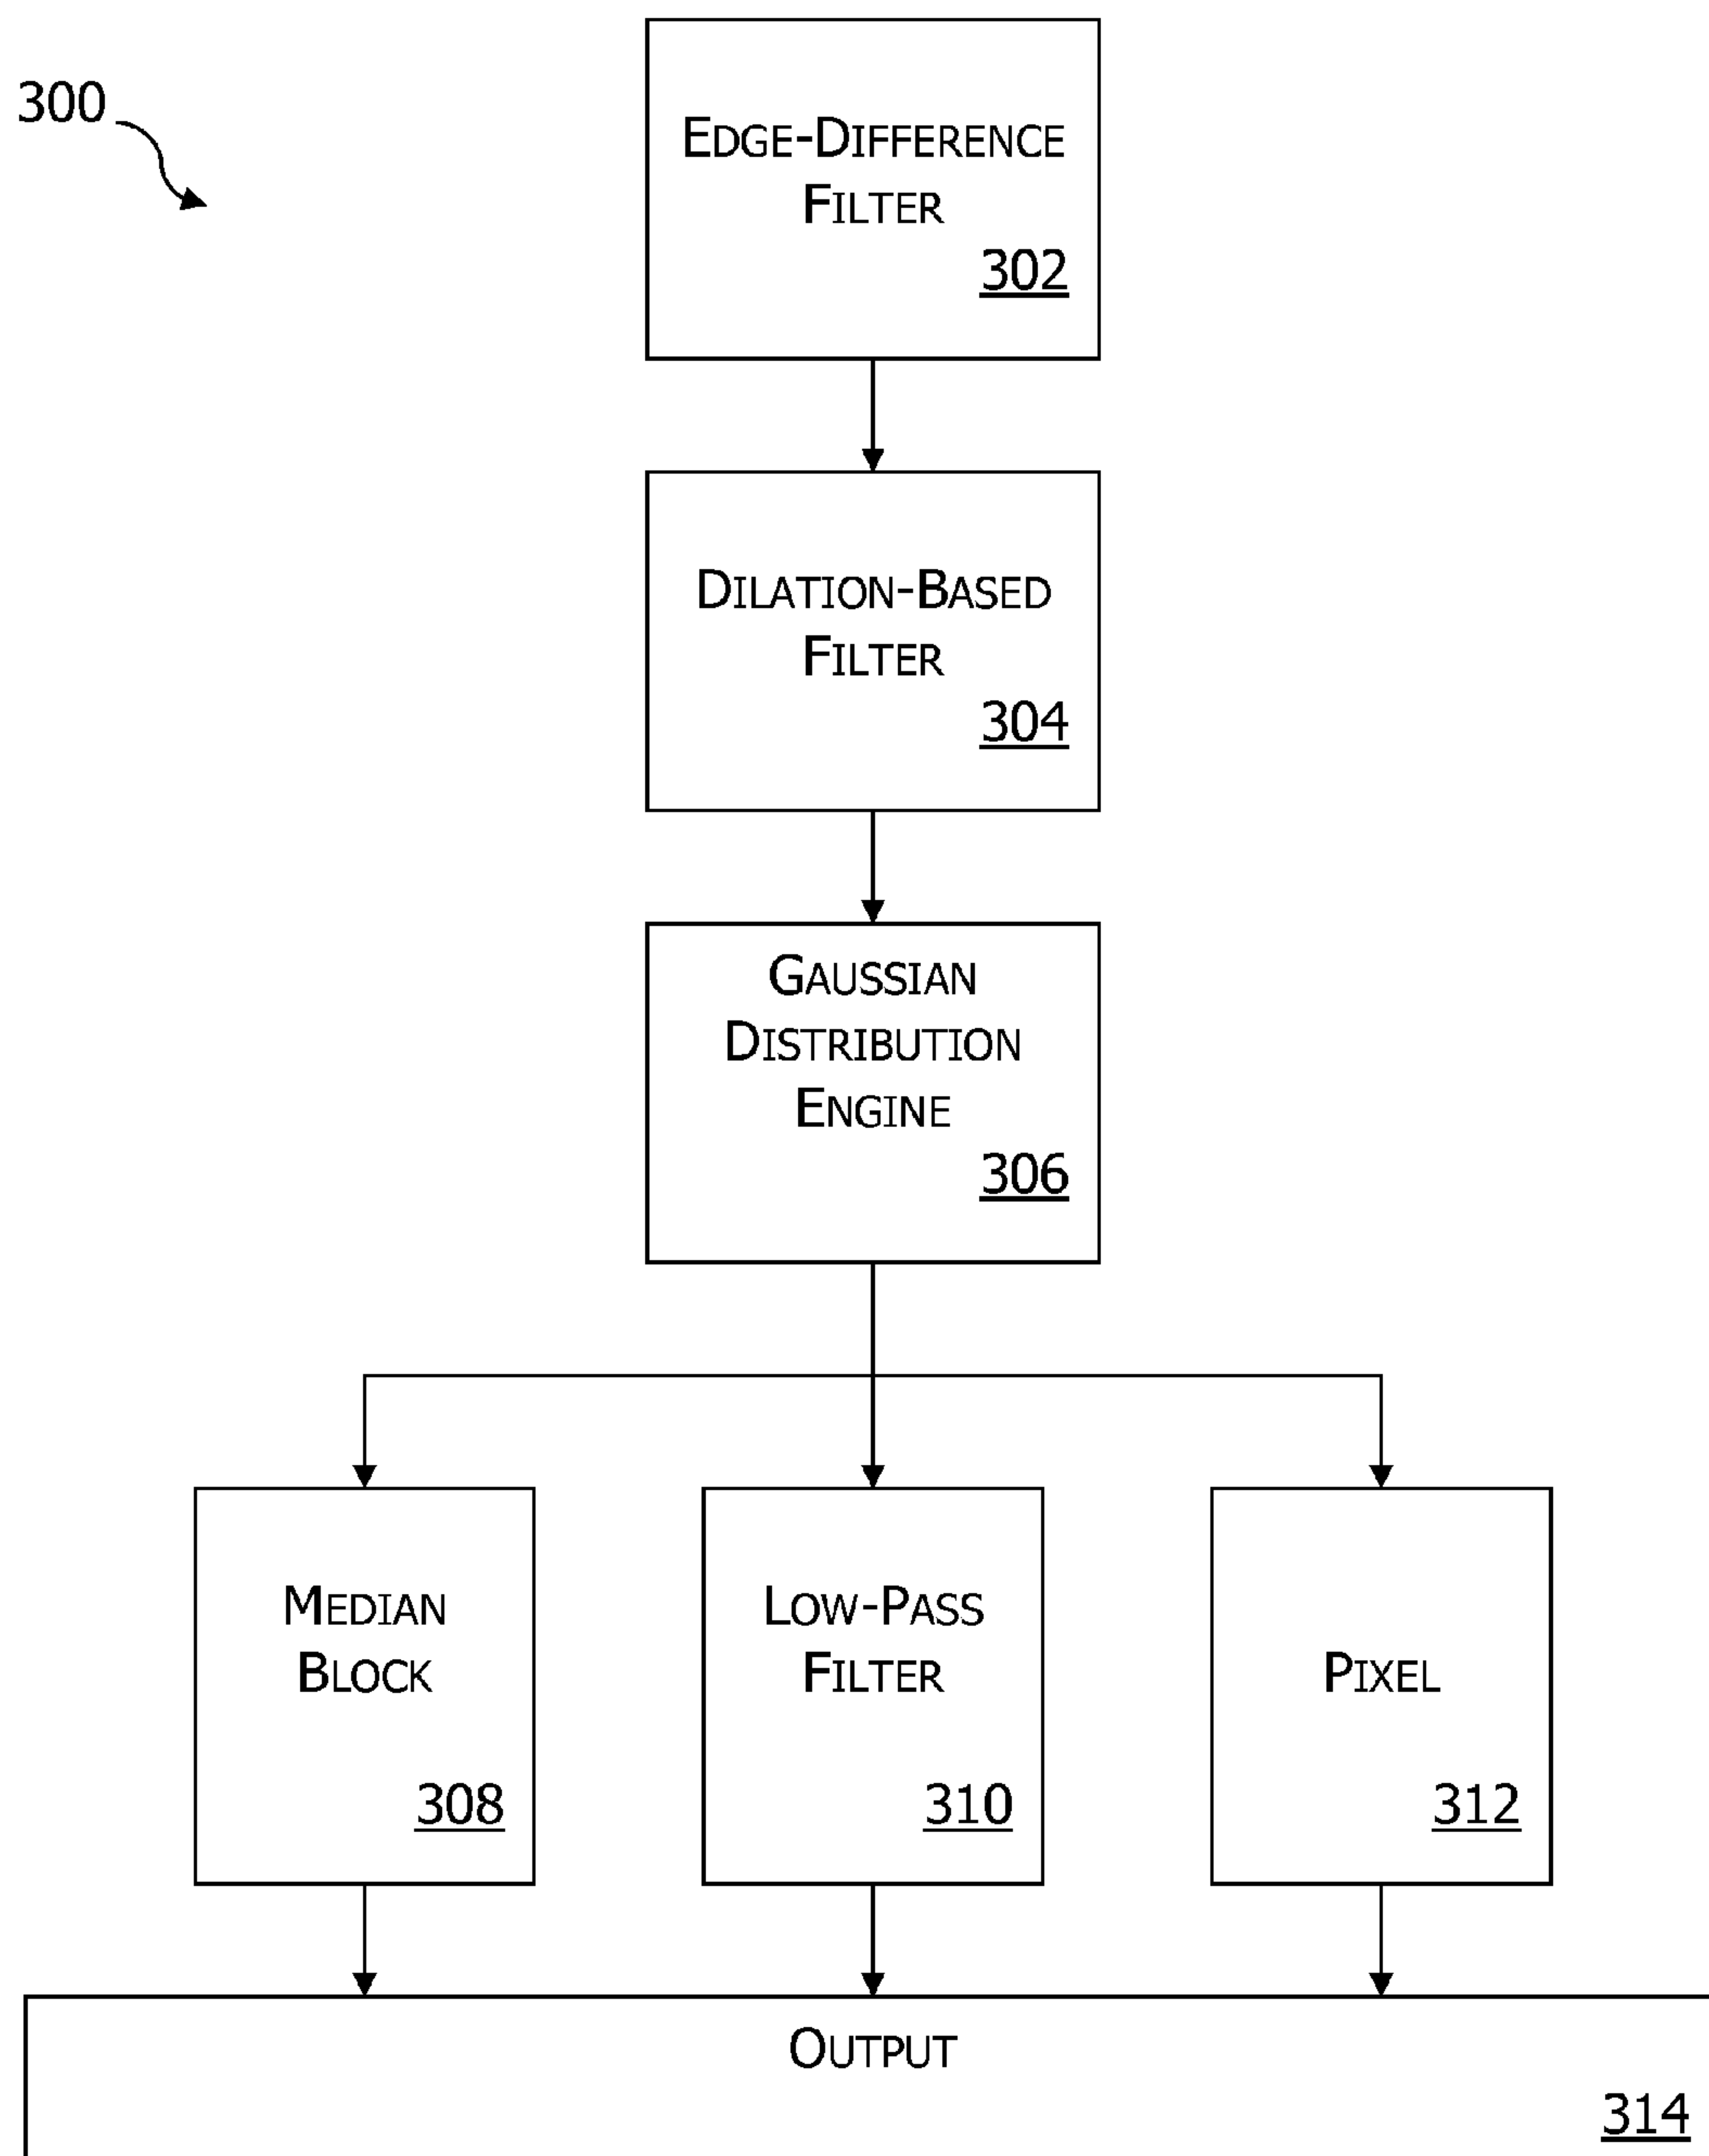 300
EDGE-DIFFERENCE
FILTER
302
DILATION-BASED
FILTER
304
GAUSSIAN
DISTRIBUTION
ENGINE
306
MEDIAN
BLOCK
308
LOW-PASS
FILTER
310
PIXEL
312
OUTPUT
314